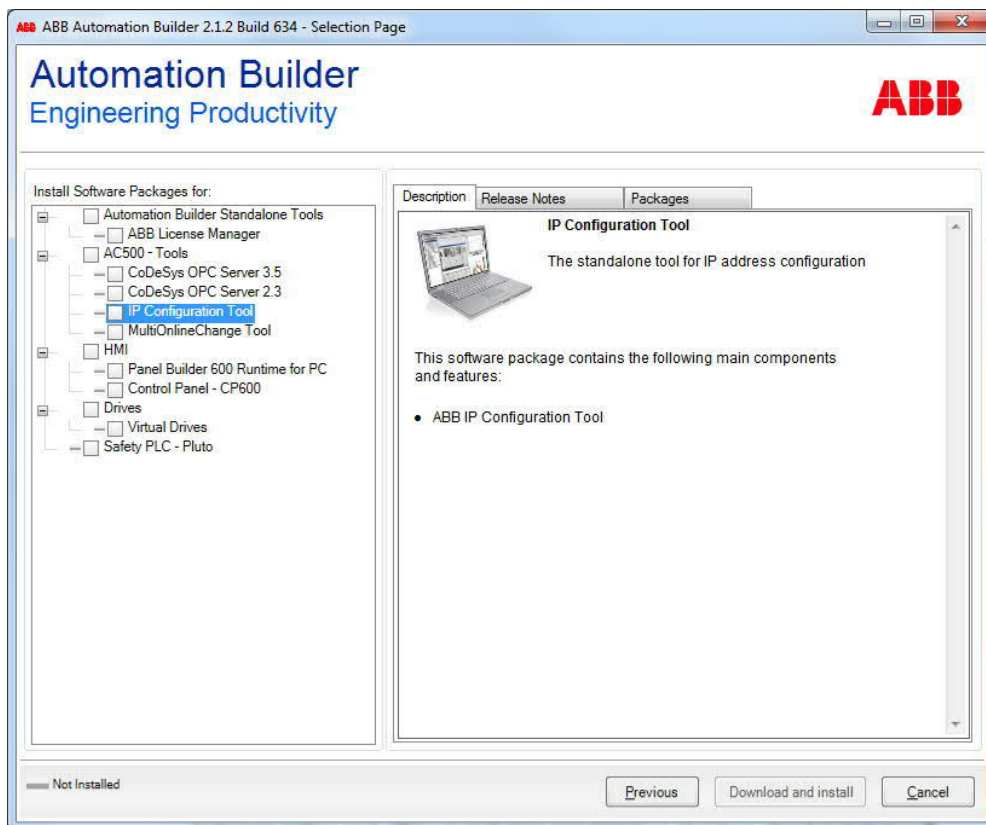 ABB ABB Automation Builder 2.1.2 Build 634 - Selection Page
Automation Builder
Engineering Productivity
ABB
Install Software Packages for:
Automation Builder Standalone Tools
ABB License Manager
AC500 - Tools
CoDeSys OPC Server 3.5
CoDeSys OPC Server 2.3
IP Configuration Tool
MultiOnlineChange Tool
HMI
Panel Builder 600 Runtime for PC
Control Panel - CP600
Drives
Virtual Drives
Safety PLC - Pluto
Description Release Notes Packages
IP Configuration Tool
The standalone tool for IP address configuration
This software package contains the following main components
and features:
• ABB IP Configuration Tool
Not Installed
Previous Download and install Cancel